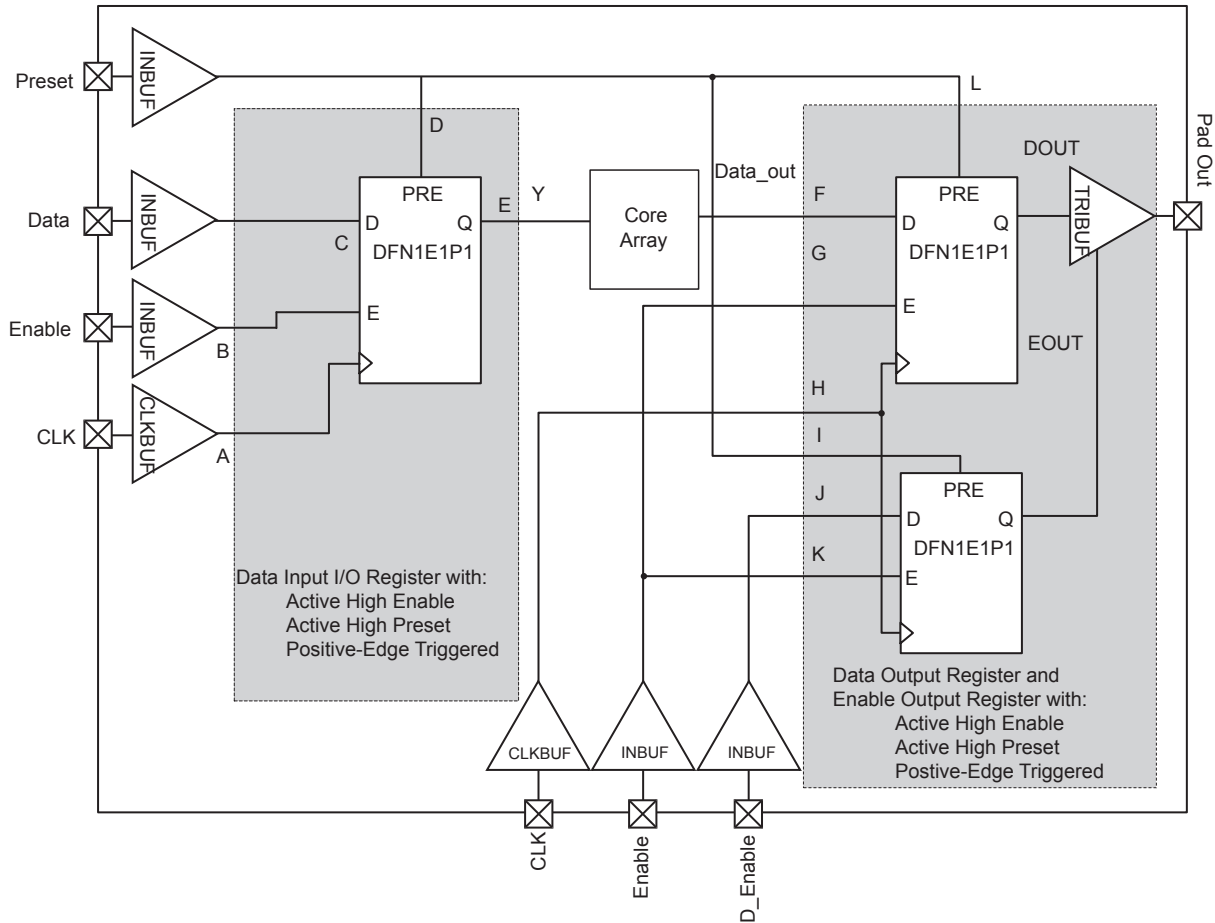 Preset
INBUF
L
D
Pad Out
DOUT
Data
INBUF
PRE
D
Q
C
DFN1E1P1
E
E
Y
Core
Array
Data_out
F
G
PRE
D
Q
DFN1E1P1
E
TRIBUF
EOUT
Enable
INBUF
B
CLK
CLKBUF
A
H
I
J
K
PRE
D
Q
DFN1E1P1
E
Data Input I/O Register with:
Active High Enable
Active High Preset
Positive-Edge Triggered
Data Output Register and
Enable Output Register with:
Active High Enable
Active High Preset
Postive-Edge Triggered
CLKBUF
INBUF
INBUF
CLK
Enable
D_Enable